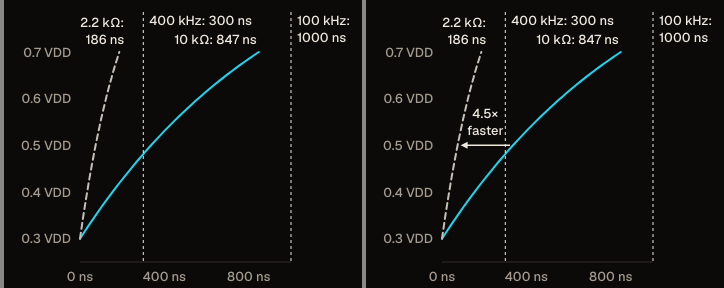 2.2 kΩ:
186 ns
400 kHz: 300 ns
10 kΩ: 847 ns
100 kHz:
1000 ns
0.7 VDD
0.6 VDD
0.5 VDD
0.4 VDD
0.3 VDD
0 ns
400 ns
800 ns
2.2 kΩ:
186 ns
400 kHz: 300 ns
10 kΩ: 847 ns
100 kHz:
1000 ns
0.7 VDD
0.6 VDD
4.5×
faster
0.5 VDD
0.4 VDD
0.3 VDD
0 ns
400 ns
800 ns